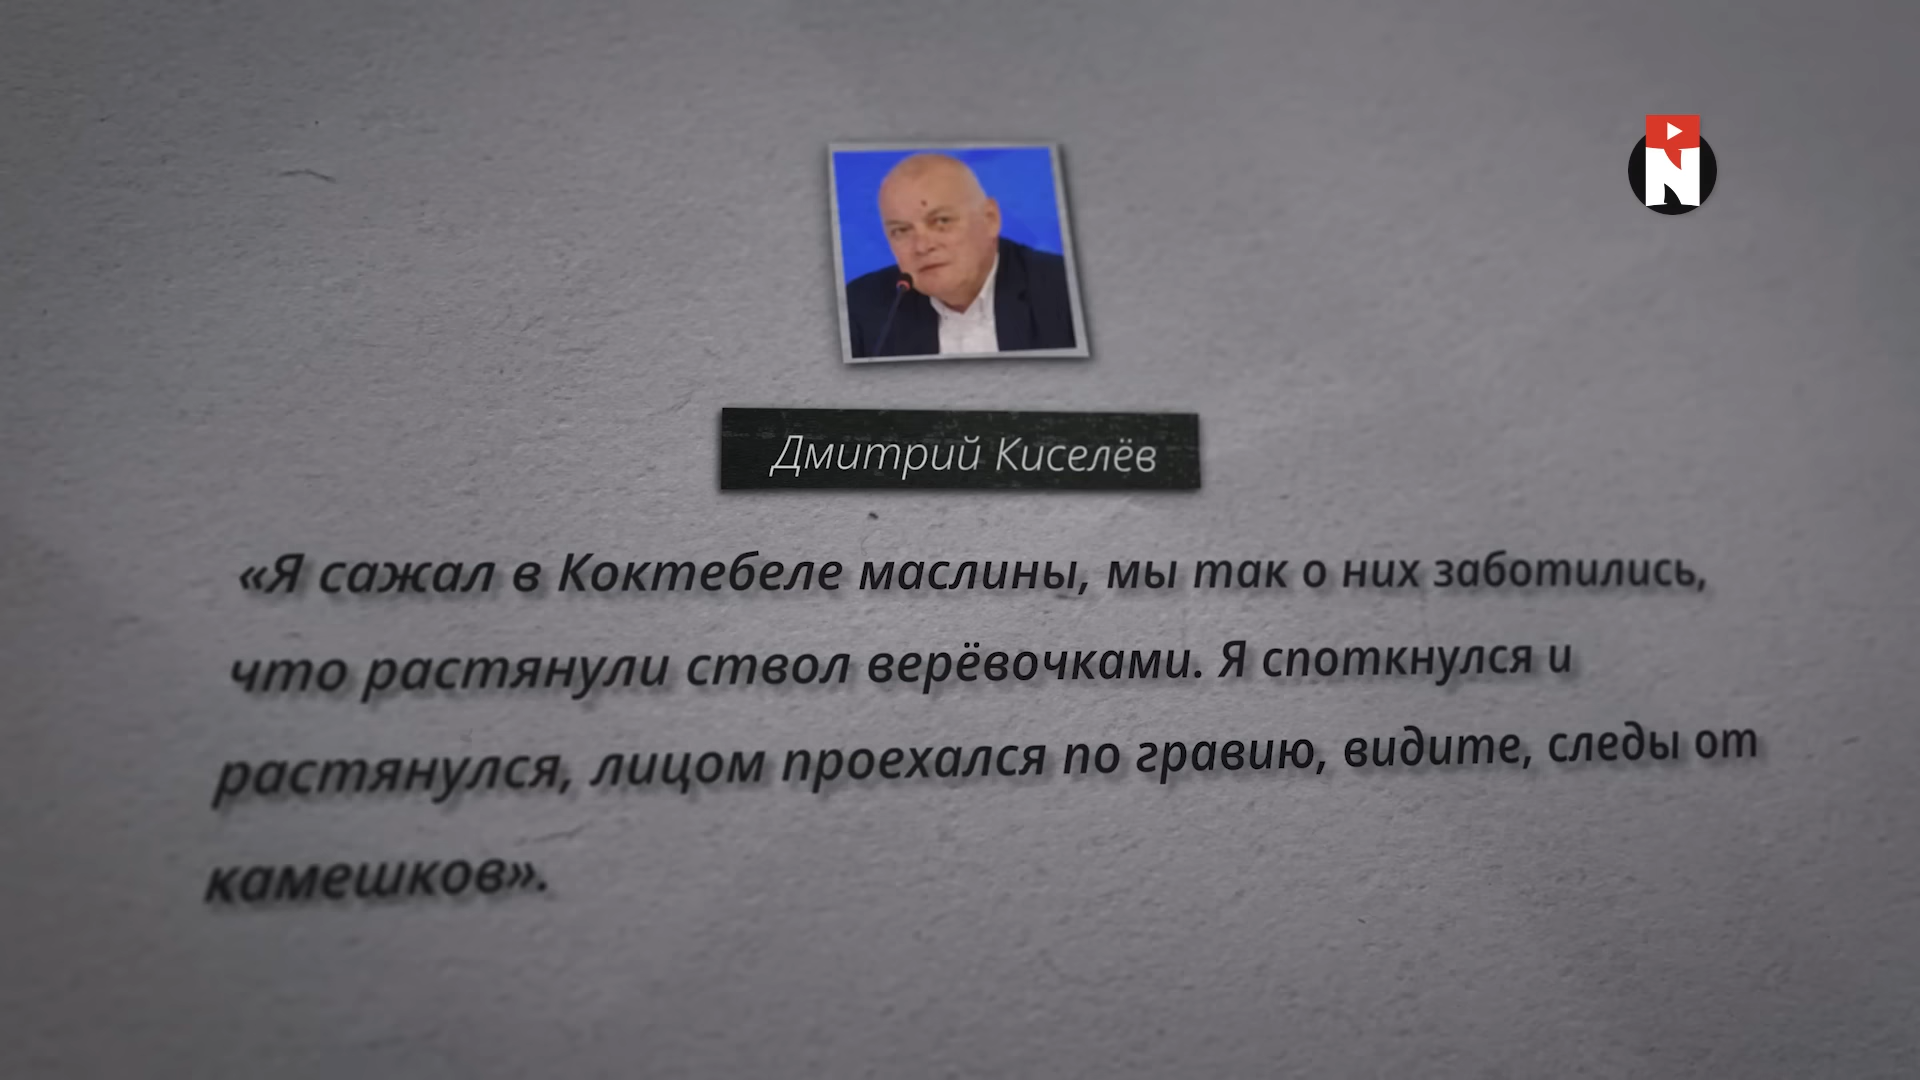 N
Дмитрий Киселёв
«Я сажал в Коктебеле маслины, мы так о них заботились,
что растянули ствол верёвочками. Я споткнулся и
растянулся, лицом проехался по гравию, видите, следы от
камешков».